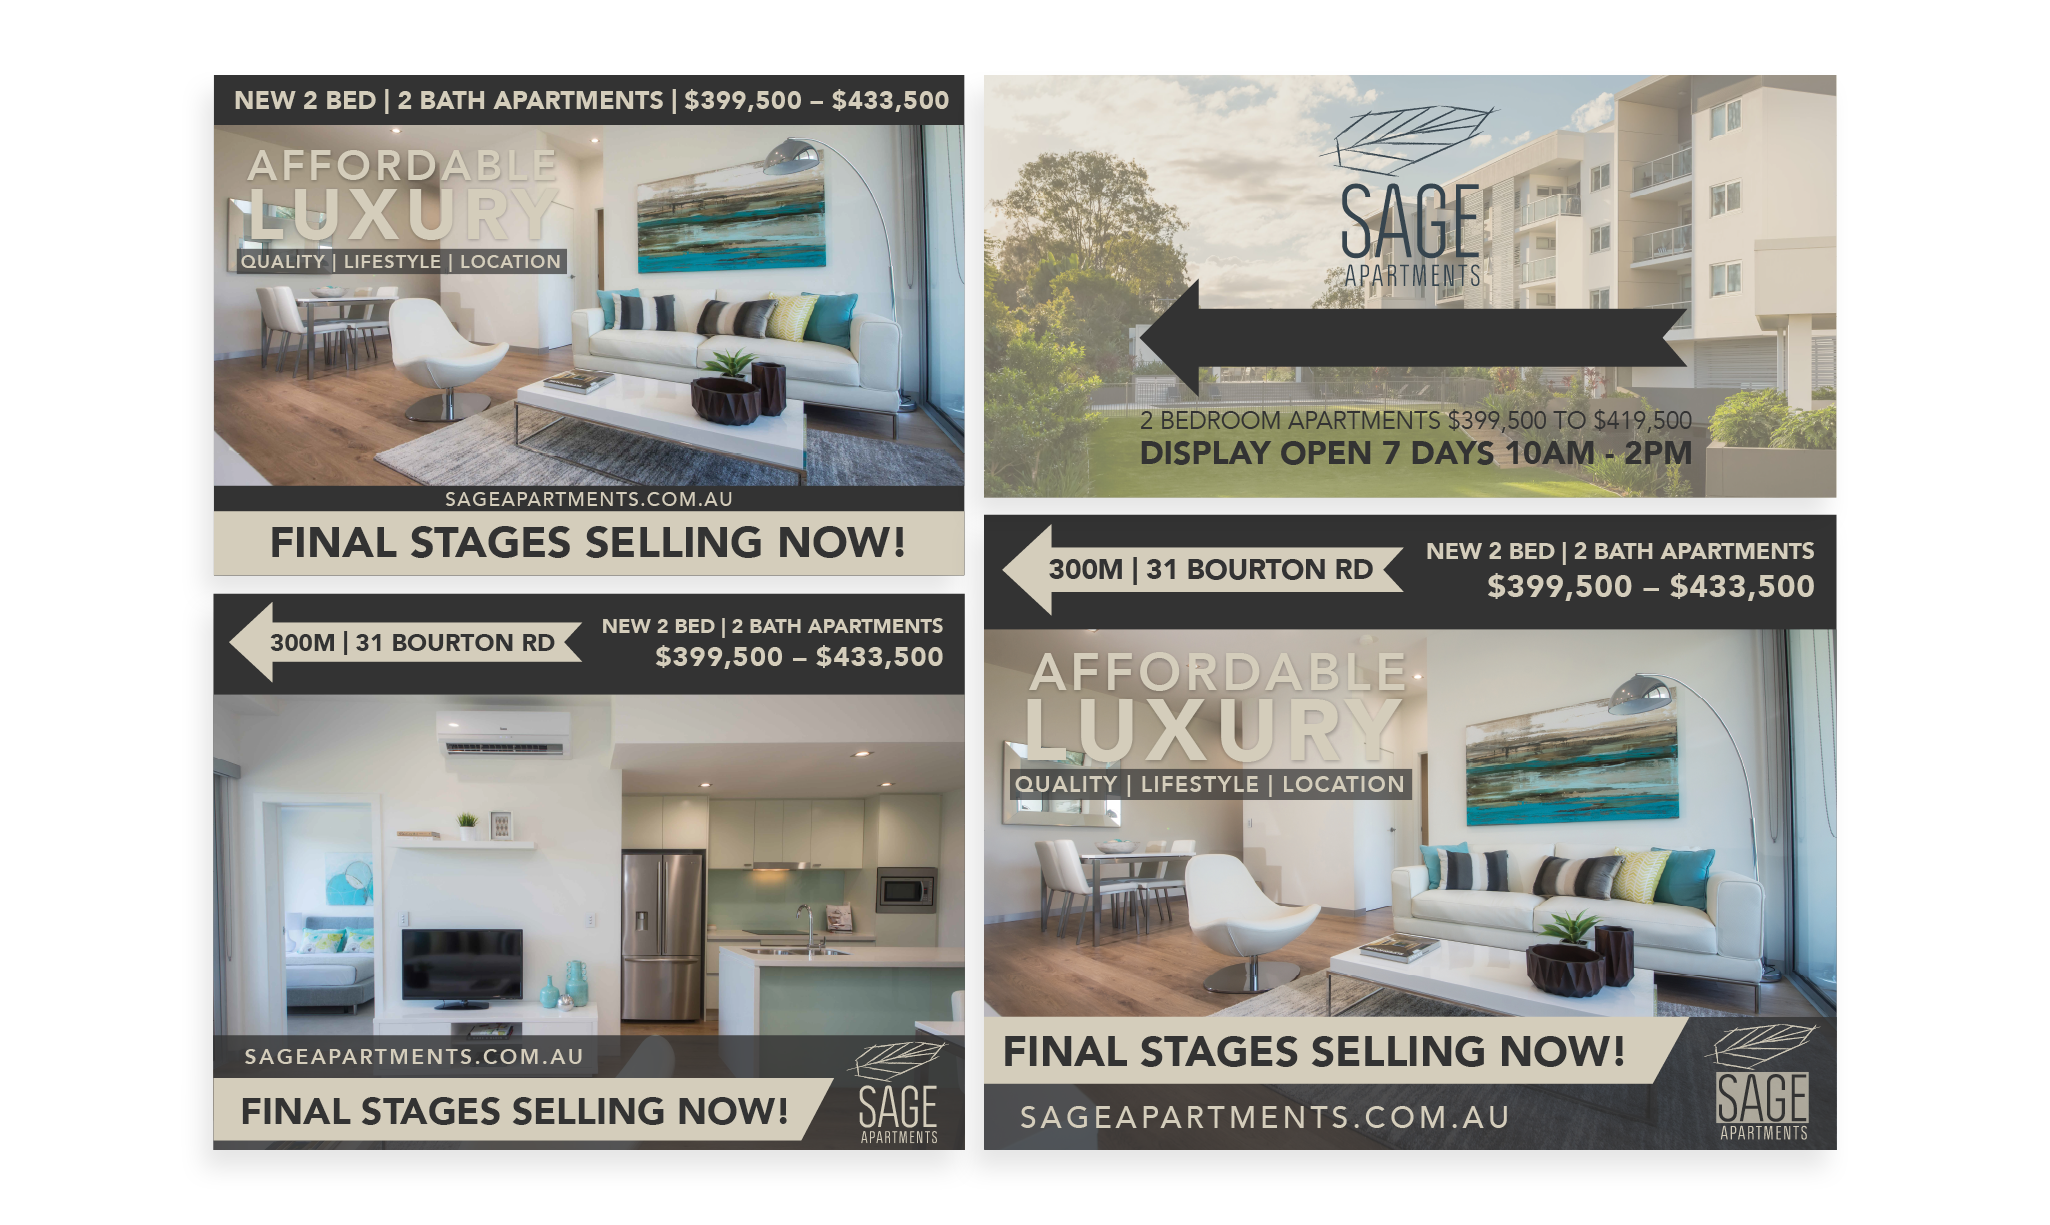 NEW 2 BED | 2 BATH APARTMENTS | $399,500 – $433,500
AFFORDABLE
LUXURY
QUALITY | LIFESTYLE | LOCATION
SAGEAPARTMENTS.COM.AU
FINAL STAGES SELLING NOW!
SAGE
APARTMENTS
2 BEDROOM APARTMENTS $399,500 TO $419,500
DISPLAY OPEN 7 DAYS 10AM - 2PM
300M | 31 BOURTON RD
NEW 2 BED | 2 BATH APARTMENTS
$399,500 – $433,500
SAGEAPARTMENTS.COM.AU
FINAL STAGES SELLING NOW!
SAGE
APARTMENTS
300M | 31 BOURTON RD
NEW 2 BED | 2 BATH APARTMENTS
$399,500 – $433,500
AFFORDABLE
LUXURY
QUALITY | LIFESTYLE | LOCATION
FINAL STAGES SELLING NOW!
SAGEAPARTMENTS.COM.AU
SAGE
APARTMENTS